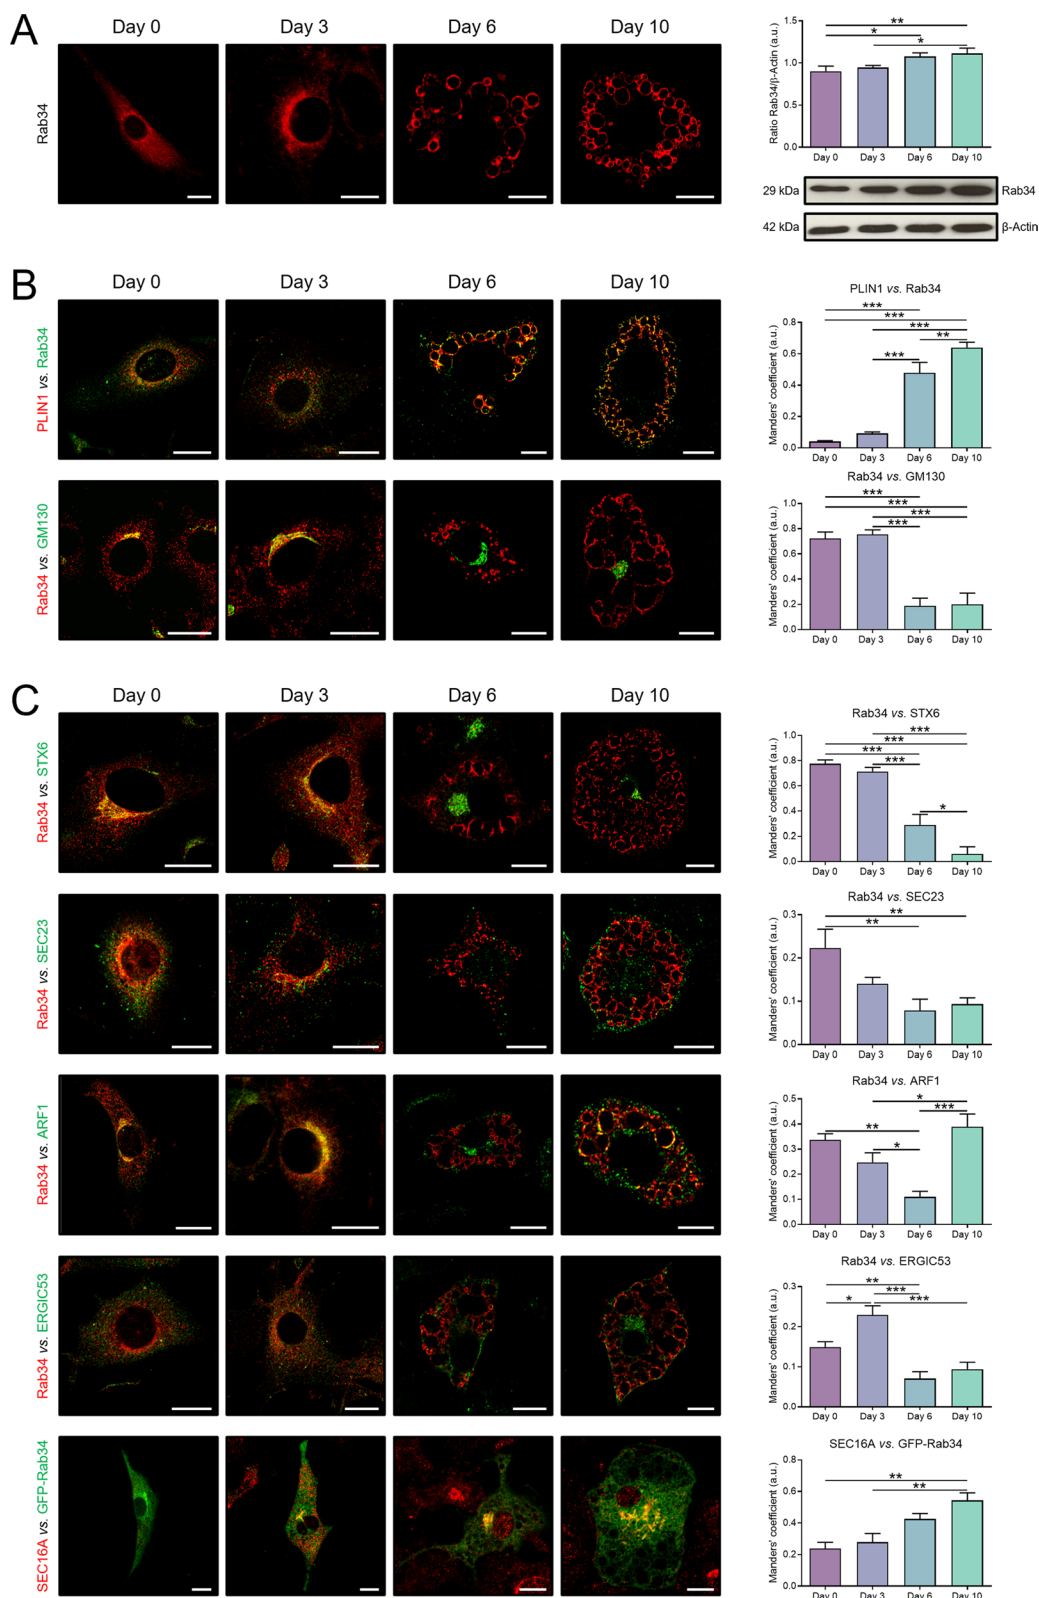 A
Day 0
Day 3
Day 6
Day 10
Rab34
Ratio Rab34/β-Actin (a.u.)
1.5
1.0
0.5
0.0
**
*
*
Day 0
Day 3
Day 6
Day 10
29 kDa
Rab34
42 kDa
β-Actin
B
Day 0
Day 3
Day 6
Day 10
PLIN1 vs. Rab34
PLIN1 vs. Rab34
Manders' coefficient (a.u.)
0.8
0.6
0.4
0.2
0.0
***
***
***
**
***
Day 0
Day 3
Day 6
Day 10
Rab34 vs. GM130
Rab34 vs. GM130
Manders' coefficient (a.u.)
1.0
0.8
0.6
0.4
0.2
0.0
***
***
***
***
Day 0
Day 3
Day 6
Day 10
C
Day 0
Day 3
Day 6
Day 10
Rab34 vs. STX6
Rab34 vs. STX6
Manders' coefficient (a.u.)
1.0
0.8
0.6
0.4
0.2
0.0
***
***
***
***
*
Day 0
Day 3
Day 6
Day 10
Rab34 vs. SEC23
Rab34 vs. SEC23
Manders' coefficient (a.u.)
0.3
0.2
0.1
0.0
**
**
Day 0
Day 3
Day 6
Day 10
Rab34 vs. ARF1
Rab34 vs. ARF1
Manders' coefficient (a.u.)
0.5
0.4
0.3
0.2
0.1
0.0
*
***
**
*
Day 0
Day 3
Day 6
Day 10
Rab34 vs. ERGIC53
Rab34 vs. ERGIC53
Manders' coefficient (a.u.)
0.3
0.2
0.1
0.0
**
***
*
***
Day 0
Day 3
Day 6
Day 10
SEC16A vs. GFP-Rab34
SEC16A vs. GFP-Rab34
Manders' coefficient (a.u.)
0.8
0.6
0.4
0.2
0.0
**
**
Day 0
Day 3
Day 6
Day 10